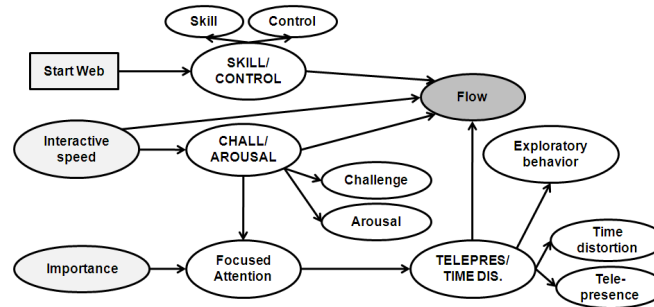 Skill
Control
Start Web
SKILL/
CONTROL
Flow
Interactive
speed
CHALL/
AROUSAL
Exploratory
behavior
Challenge
Arousal
Time
distortion
Importance
Focused
Attention
TELEPRES/
TIME DIS.
Tele-
presence